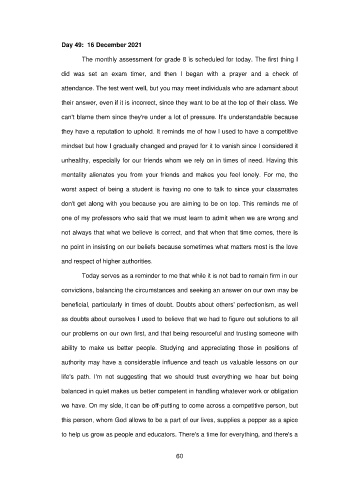 Day 49: 16 December 2021
The monthly assessment for grade 8 is scheduled for today. The first thing I
did was set an exam timer, and then I began with a prayer and a check of
attendance. The test went well, but you may meet individuals who are adamant about
their answer, even if it is incorrect, since they want to be at the top of their class. We
can't blame them since they're under a lot of pressure. It's understandable because
they have a reputation to uphold. It reminds me of how I used to have a competitive
mindset but how I gradually changed and prayed for it to vanish since I considered it
unhealthy, especially for our friends whom we rely on in times of need. Having this
mentality alienates you from your friends and makes you feel lonely. For me, the
worst aspect of being a student is having no one to talk to since your classmates
don't get along with you because you are aiming to be on top. This reminds me of
one of my professors who said that we must learn to admit when we are wrong and
not always that what we believe is correct, and that when that time comes, there is
no point in insisting on our beliefs because sometimes what matters most is the love
and respect of higher authorities.
Today serves as a reminder to me that while it is not bad to remain firm in our
convictions, balancing the circumstances and seeking an answer on our own may be
beneficial, particularly in times of doubt. Doubts about others' perfectionism, as well
as doubts about ourselves I used to believe that we had to figure out solutions to all
our problems on our own first, and that being resourceful and trusting someone with
ability to make us better people. Studying and appreciating those in positions of
authority may have a considerable influence and teach us valuable lessons on our
life's path. I'm not suggesting that we should trust everything we hear but being
balanced in quiet makes us better competent in handling whatever work or obligation
we have. On my side, it can be off-putting to come across a competitive person, but
this person, whom God allows to be a part of our lives, supplies a pepper as a spice
to help us grow as people and educators. There's a time for everything, and there's a
60